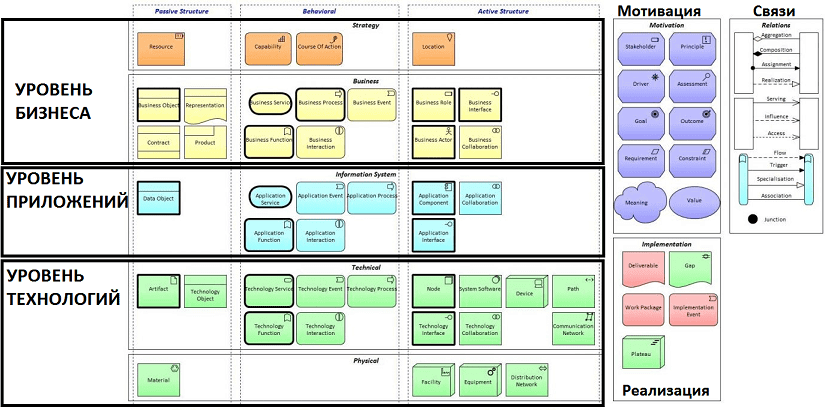 Passive Structure
Behavioral
Active Structure
Мотивация
Связи
Strategy
Motivation
Relations
Resource
Capability
Course Of Action
Location
Stakeholder
Principle
Aggregation
Composition
Assignment
Realization
Driver
Assessment
УРОВЕНЬ
БИЗНЕСА
Business
Business Object
Representation
Business Service
Business Process
Business Event
Business Role
Business
Interface
Serving
Influence
Access
Goal
Outcome
Contract
Product
Business Function
Business
Interaction
Business Actor
Business
Collaboration
Requirement
Constraint
Flow
Trigger
Specialisation
Association
Junction
Meaning
Value
УРОВЕНЬ
ПРИЛОЖЕНИЙ
Information System
Data Object
Application
Service
Application Event
Application Process
Application
Component
Application
Collaboration
Application
Function
Application
Interaction
Application
Interface
Implementation
Deliverable
Gap
Work Package
Implementation
Event
Plateau
Реализация
УРОВЕНЬ
ТЕХНОЛОГИЙ
Technical
Artifact
Technology
Object
Technology Service
Technology Event
Technology Process
Node
System Software
Device
Path
Technology
Function
Technology
Interaction
Technology
Interface
Technology
Collaboration
Communication
Network
Physical
Material
Facility
Equipment
Distribution
Network